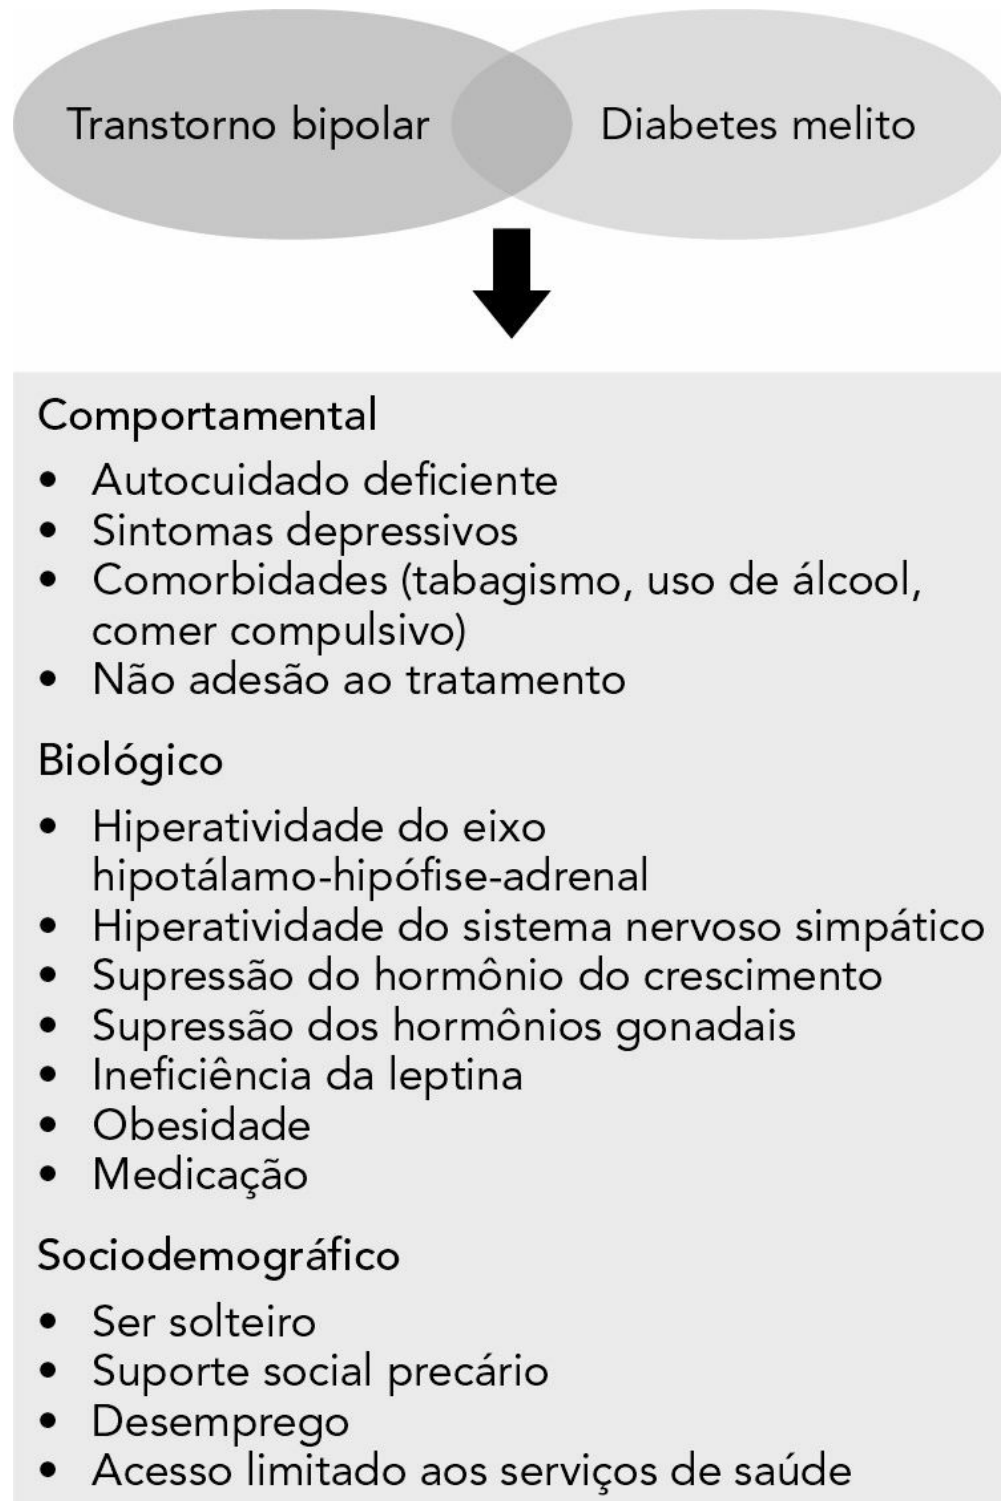 Transtorno bipolar Diabetes melito
Comportamental
• Autocuidado deficiente
• Sintomas depressivos
• Comorbidades (tabagismo, uso de álcool,
comer compulsivo)
• Não adesão ao tratamento
Biológico
• Hiperatividade do eixo
hipotálamo-hipófise-adrenal
• Hiperatividade do sistema nervoso simpático
• Supressão do hormônio do crescimento
• Supressão dos hormônios gonadais
• Ineficiência da leptina
• Obesidade
• Medicação
Sociodemográfico
• Ser solteiro
• Suporte social precário
• Desemprego
• Acesso limitado aos serviços de saúde